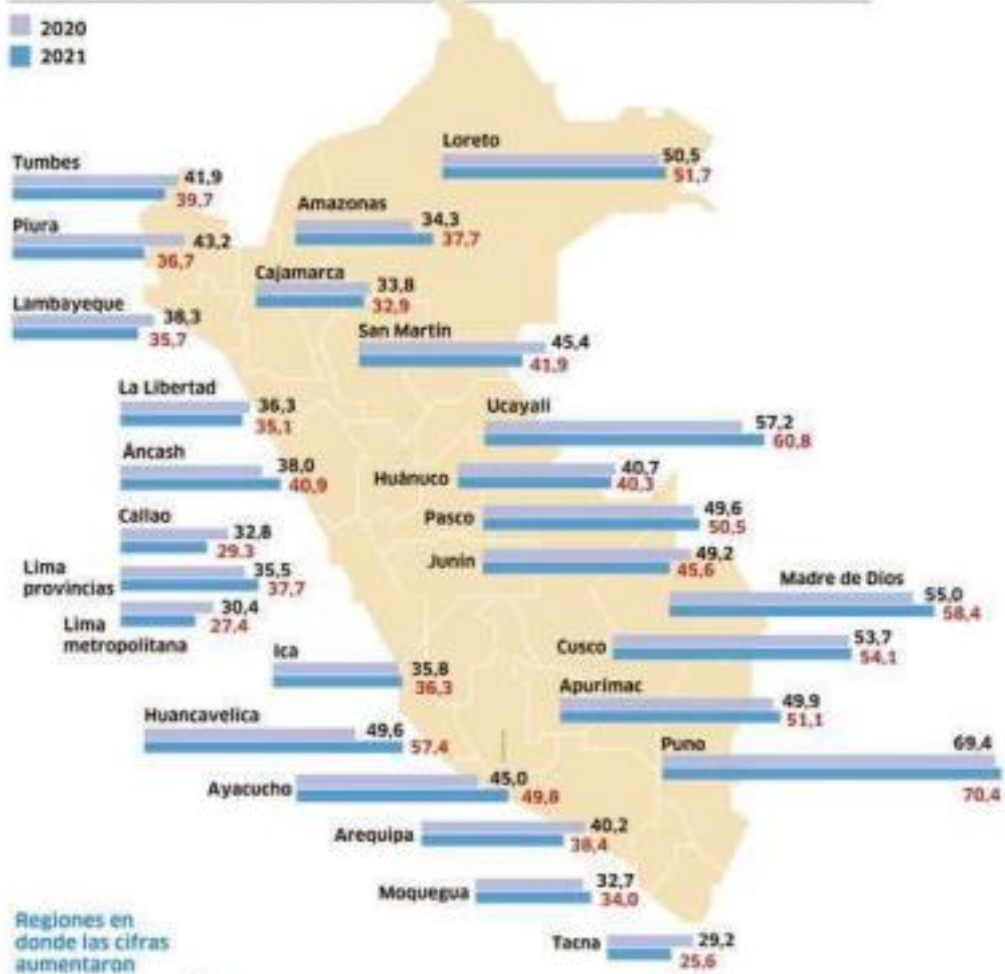 2020
2021
Loreto
50,5
51,7
Tumbes
41,9
39,7
Amazonas
34,3
37,7
Piura
43,2
36,7
Cajamarca
33,8
32,9
Lambayeque
38,3
35,7
San Martín
45,4
41,9
La Libertad
36,3
35,1
Ucayali
57,2
60,8
Áncash
38,0
40,9
Huánuco
40,7
40,3
Pasco
49,6
50,5
Callao
32,8
29.3
Junín
49,2
45,6
Lima
provincias
35,5
37,7
Madre de Dios
55,0
58,4
Lima
metropolitana
30,4
27.4
Cusco
53,7
54,1
Ica
35,8
36,3
Apurímac
49,9
51,1
Huancavelica
49,6
57,4
Puno
69,4
70,4
Ayacucho
45,0
49,8
Arequipa
40,2
38,4
Moquegua
32,7
34,0
Tacna
29,2
25,6
Regiones en
donde las cifras
aumentaron